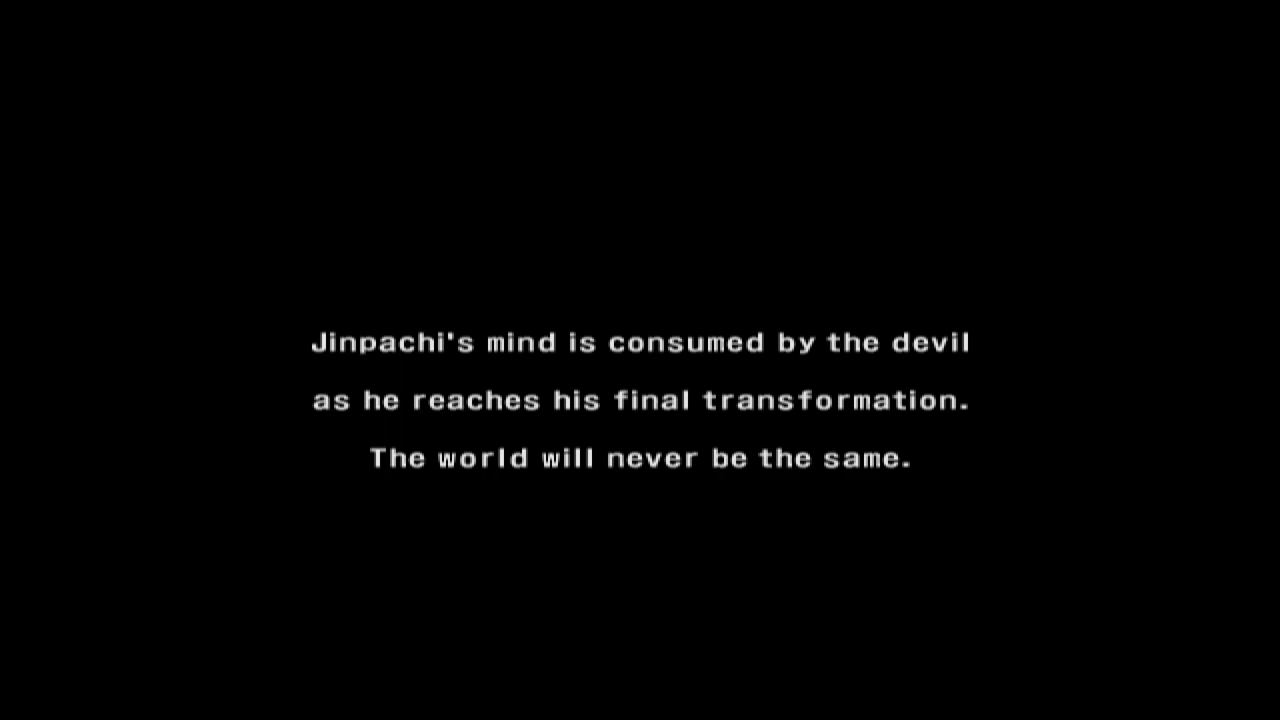 Jinpachi's mind is consumed by the devil
as he reaches his final transformation.
The world will never be the same.